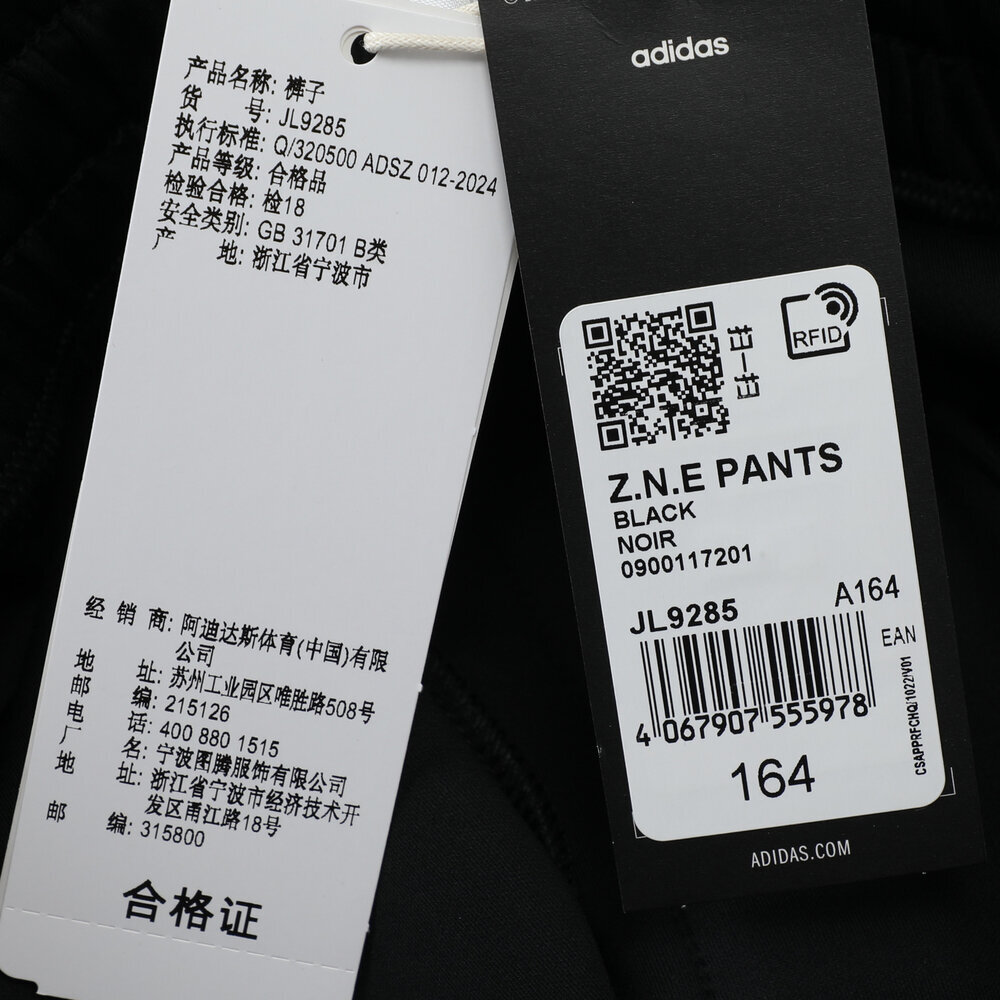 产品名称: 裤子
货 号: JL9285
执行标准: Q/320500 ADSZ 012-2024
产品等级: 合格品
检验合格: 检18
安全类别: GB 31701 B类
产 地: 浙江省宁波市
经 销 商: 阿迪达斯体育(中国)有限
公司
地 址: 苏州工业园区唯胜路508号
邮 编: 215126
电 话: 400 880 1515
厂 名: 宁波图腾服饰有限公司
地 址: 浙江省宁波市经济技术开
发区甬江路18号
邮 编: 315800
合格证
adidas
RFID
Z.N.E PANTS
BLACK
NOIR
0900117201
JL9285
A164
EAN
4 067907 555978
CSAPPRFCHQi1022/V01
164
ADIDAS.COM